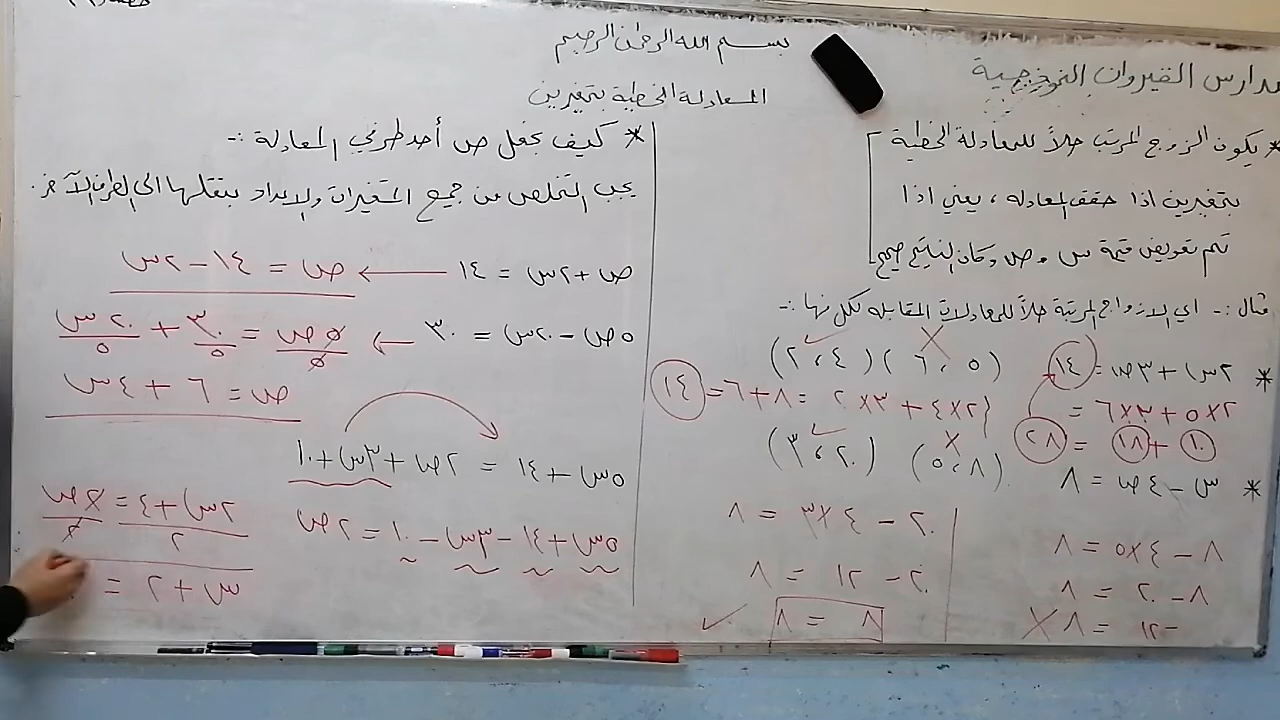 بسم الله الرحمن الرحيم
مدارس القيروان النموذجية
المعادلة الخطية بتغيرين
* يكون الزوج المرتب حلاً للمعادلة الخطية
بتغيرين اذا حقق المعادله ، يعني اذا
تم تعويض قيمة س و ص وكان الناتج صحيح
مثال :- اي الازواج المرتبة حلاً للمعادلات المقابله لكل نها :-
* ٢س + ٣ص = ١٤ (٥ ، ٦) (٤ ، ٢)
٢×٥ + ٣×٦ = {٢×٤ + ٣×٢ = ٨ + ٦ = ١٤
١٠ + ١٨ = ٢٨
* س - ٤ص = ٨ (٨ ، ٥) (٢٠ ، ٣)
٨ - ٤×٥ = ٨
٨ - ٢٠ = ٨
-١٢ = ٨ ×
٢٠ - ٤×٣ = ٨
٢٠ - ١٢ = ٨
٨ = ٨ ✓
* كيف نجعل ص أحد طرفي المعادلة :-
يجب التخلص من جميع المتغيرات والاعداد بنقلها الى الطرف الآخر.
ص + ٢س = ١٤ ← ص = ١٤ - ٢س
٥ص - ٢٠س = ٣٠ ← ٥ص/٥ = ٣٠/٥ + ٢٠س/٥
ص = ٦ + ٤س
٥س + ١٤ = ٢ص + ٣س + ١٠
٥س + ١٤ - ٣س - ١٠ = ٢ص
٢س + ٤/٢ = ٢ص/٢
س + ٢ =